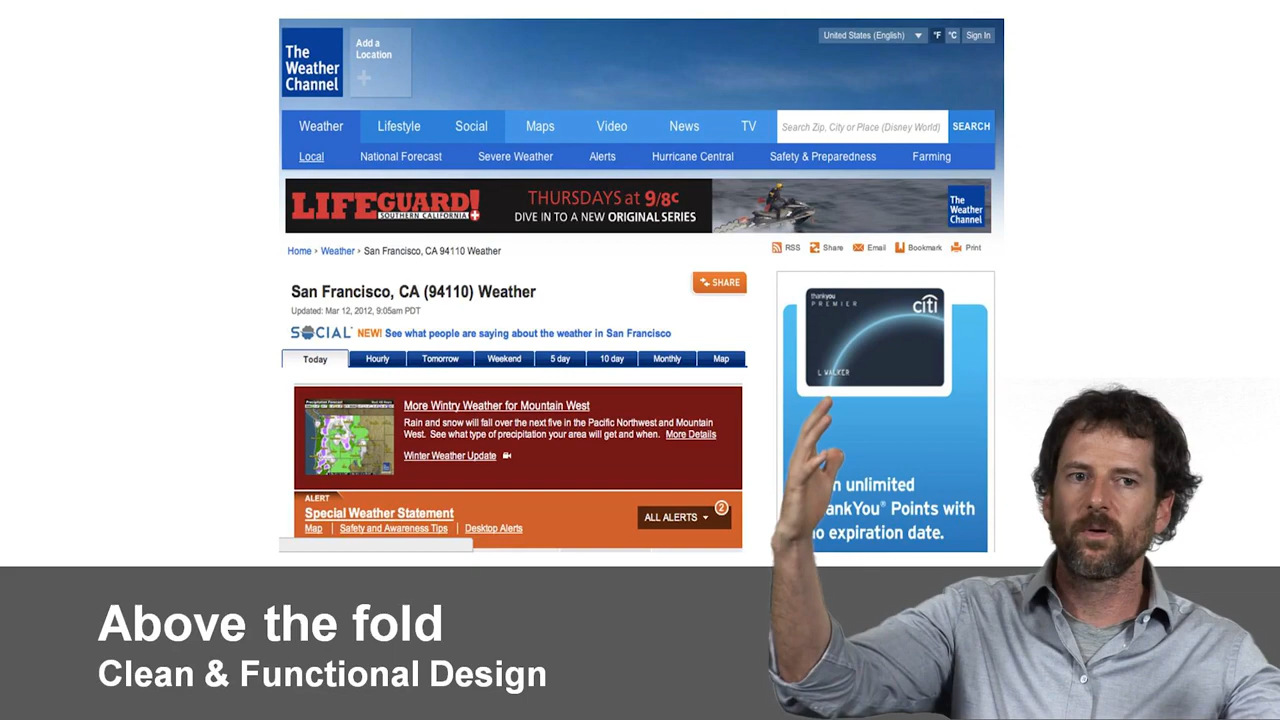 The
Weather
Channel
Add a
Location
United States (English)
°F
°C
Sign In
Weather
Lifestyle
Social
Maps
Video
News
TV
Search Zip, City or Place (Disney World)
SEARCH
Local
National Forecast
Severe Weather
Alerts
Hurricane Central
Safety & Preparedness
Farming
LIFEGUARD!
SOUTHERN CALIFORNIA
THURSDAYS at 9/8c
DIVE IN TO A NEW ORIGINAL SERIES
The
Weather
Channel
Home › Weather › San Francisco, CA 94110 Weather
RSS
Share
Email
Bookmark
Print
San Francisco, CA (94110) Weather
SHARE
Updated: Mar 12, 2012, 9:05am PDT
SOCIAL NEW! See what people are saying about the weather in San Francisco
Today
Hourly
Tomorrow
Weekend
5 day
10 day
Monthly
Map
More Wintry Weather for Mountain West
Rain and snow will fall over the next five in the Pacific Northwest and Mountain
West. See what type of precipitation your area will get and when. More Details
Winter Weather Update
ALERT
Special Weather Statement
Map | Safety and Awareness Tips | Desktop Alerts
ALL ALERTS
2
thankyou
PREMIER
citi
L WALKER
n unlimited
ankYou® Points with
o expiration date.
Above the fold
Clean & Functional Design